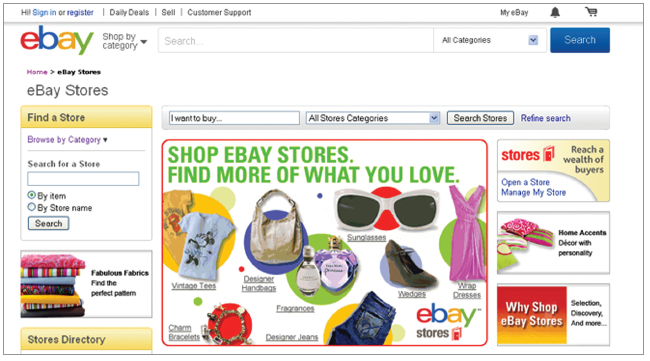 Hi! Sign in or register | Daily Deals | Sell | Customer Support
My eBay
ebay
Shop by category
Search...
All Categories
Search
Home > eBay Stores
eBay Stores
Find a Store
Browse by Category
Search for a Store
By item
By Store name
Search
Fabulous Fabrics
Find the
perfect pattern
Stores Directory
I want to buy...
All Stores Categories
Search Stores
Refine search
SHOP EBAY STORES.
FIND MORE OF WHAT YOU LOVE.
Vintage Tees
Designer
Handbags
Sunglasses
Fragrances
Wedges
Wrap
Dresses
Charm
Bracelets
Designer Jeans
ebay
stores
stores
Reach a
wealth of
buyers
Open a Store
Manage My Store
Home Accents
Décor with
personality
Why Shop
eBay Stores
Selection,
Discovery,
And more...